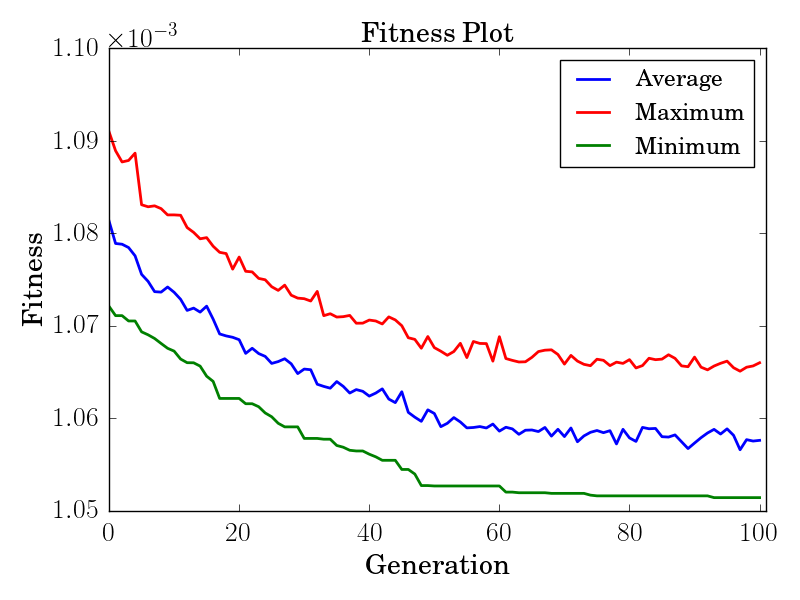 Fitness Plot
×10⁻³
1.10
1.09
1.08
1.07
1.06
1.05
Fitness
0 20 40 60 80 100
Generation
Average
Maximum
Minimum